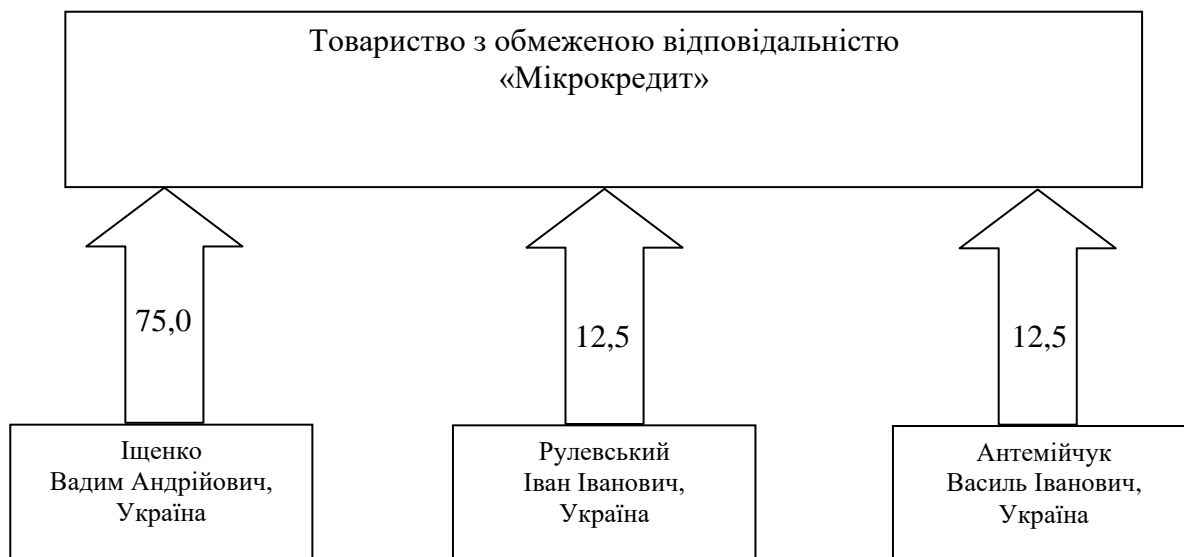 Товариство з обмеженою відповідальністю
«Мікрокредит»
75,0
12,5
12,5
Іщенко
Вадим Андрійович,
Україна
Рулевський
Іван Іванович,
Україна
Антемійчук
Василь Іванович,
Україна